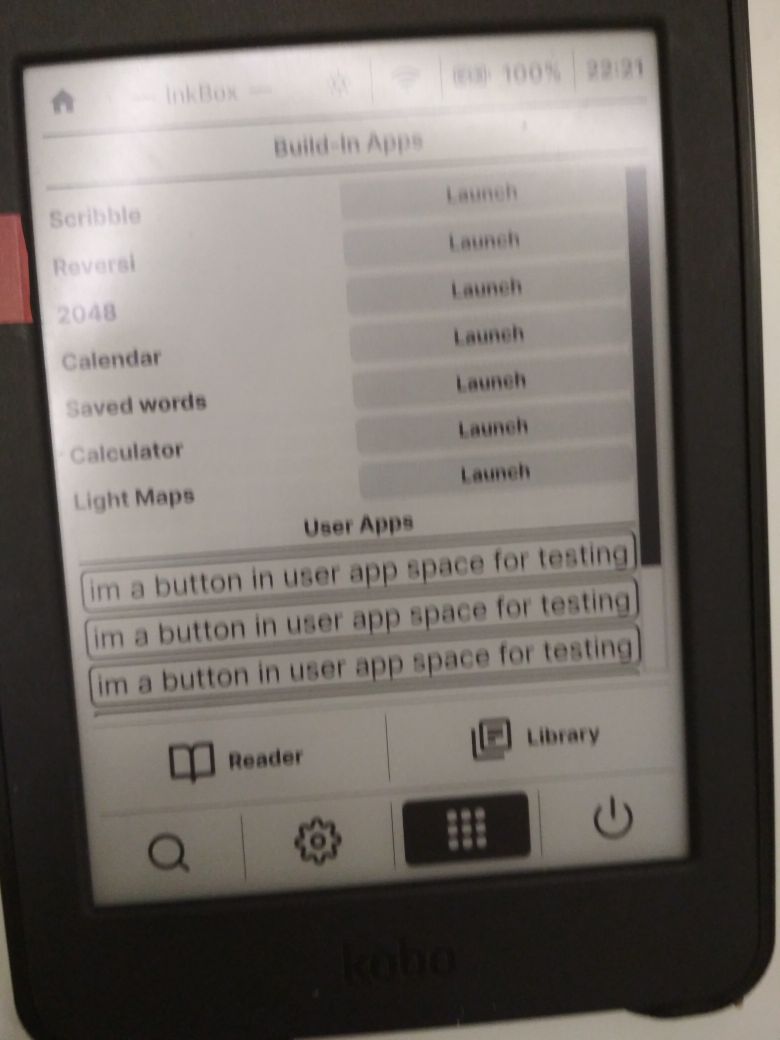 InkBox
100%
22:21
Build-In Apps
Scribble
Launch
Reversi
Launch
2048
Launch
Calendar
Launch
Saved words
Launch
Calculator
Launch
Light Maps
Launch
User Apps
im a button in user app space for testing
im a button in user app space for testing
im a button in user app space for testing
Reader
Library
kobo